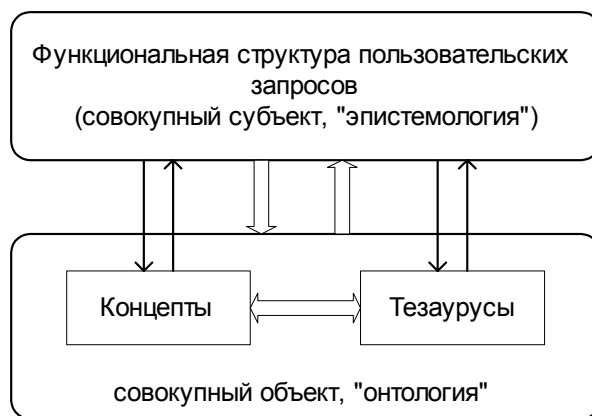 Функциональная структура пользовательских
запросов
(совокупный субъект, "эпистемология")
Концепты
Тезаурусы
совокупный объект, "онтология"